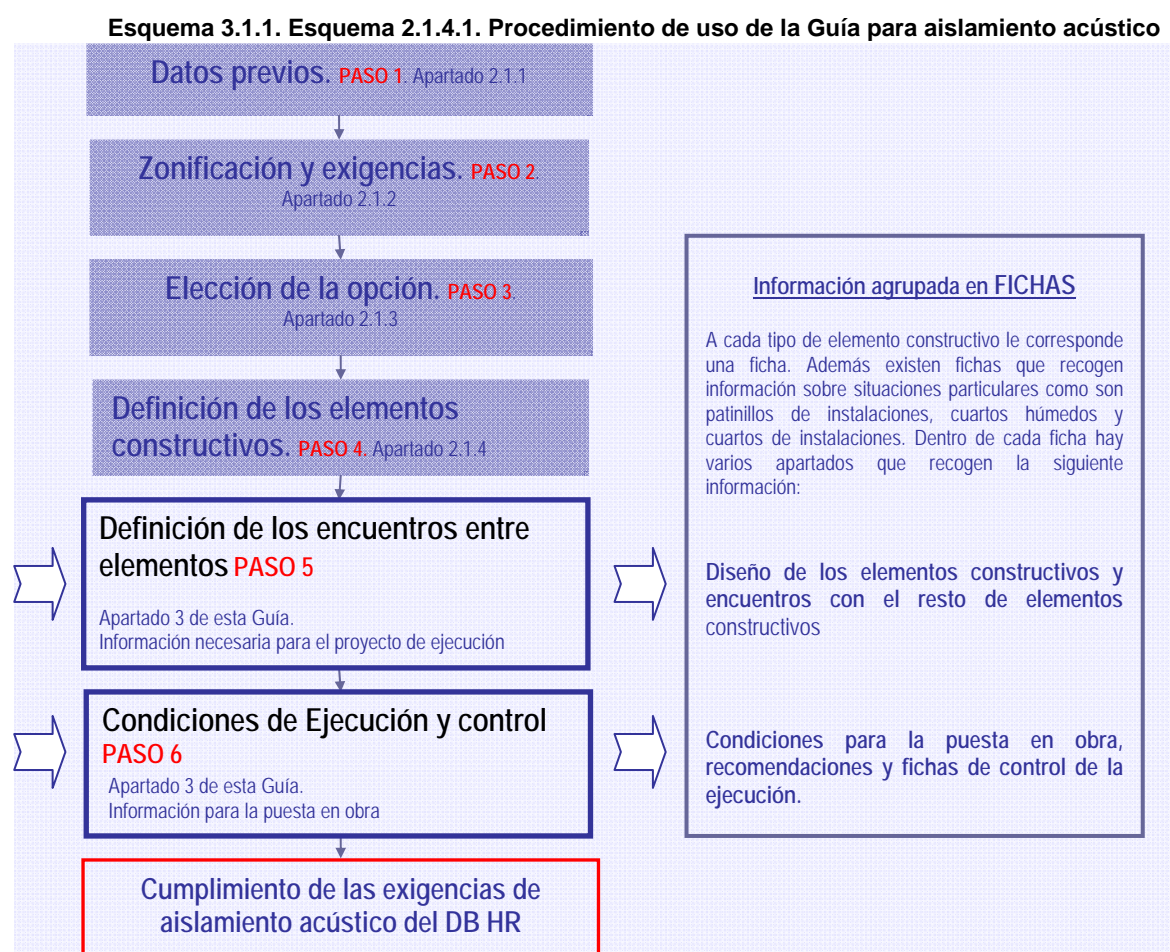 Esquema 3.1.1. Esquema 2.1.4.1. Procedimiento de uso de la Guía para aislamiento acústico
Datos previos. PASO 1. Apartado 2.1.1
Zonificación y exigencias. PASO 2.
Apartado 2.1.2
Elección de la opción. PASO 3.
Apartado 2.1.3
Definición de los elementos
constructivos. PASO 4. Apartado 2.1.4
Definición de los encuentros entre
elementos PASO 5
Apartado 3 de esta Guía.
Información necesaria para el proyecto de ejecución
Condiciones de Ejecución y control
PASO 6
Apartado 3 de esta Guía.
Información para la puesta en obra
Cumplimiento de las exigencias de
aislamiento acústico del DB HR
Información agrupada en FICHAS
A cada tipo de elemento constructivo le corresponde
una ficha. Además existen fichas que recogen
información sobre situaciones particulares como son
patinillos de instalaciones, cuartos húmedos y
cuartos de instalaciones. Dentro de cada ficha hay
varios apartados que recogen la siguiente
información:
Diseño de los elementos constructivos y
encuentros con el resto de elementos
constructivos
Condiciones para la puesta en obra,
recomendaciones y fichas de control de la
ejecución.